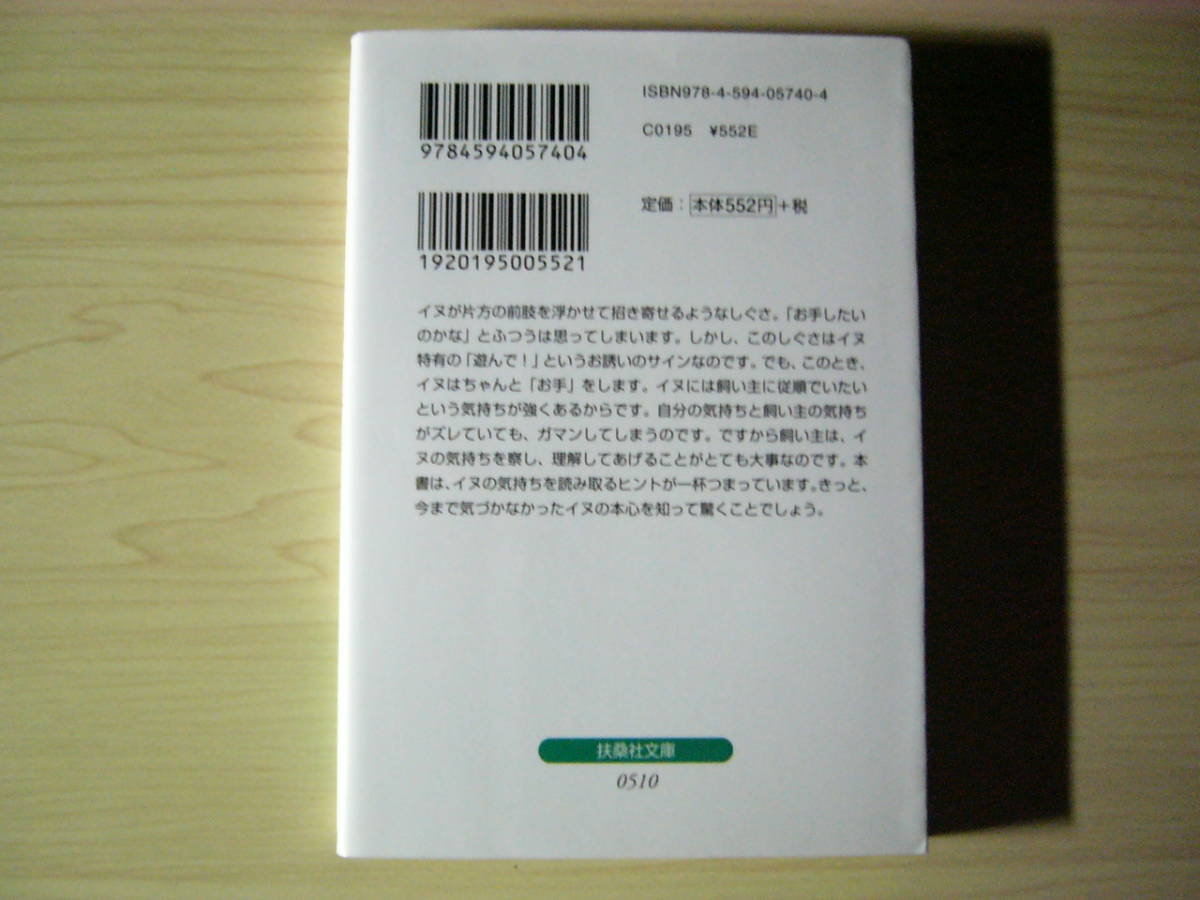 ISBN978-4-594-05740-4
9784594057404
C0195 ¥552E
定価：本体552円+税
1920195005521
イヌが片方の前肢を浮かせて招き寄せるようなしぐさ。「お手したい
のかな」とふつうは思ってしまいます。しかし、このしぐさはイヌ
特有の「遊んで！」というお誘いのサインなのです。でも、このとき、
イヌはちゃんと「お手」をします。イヌには飼い主に従順でいたい
という気持ちが強くあるからです。自分の気持ちと飼い主の気持ち
がズレていても、ガマンしてしまうのです。ですから飼い主は、イ
ヌの気持ちを察し、理解してあげることがとても大事なのです。本
書は、イヌの気持ちを読み取るヒントが一杯つまっています。きっと、
今まで気づかなかったイヌの本心を知って驚くことでしょう。
扶桑社文庫
0510